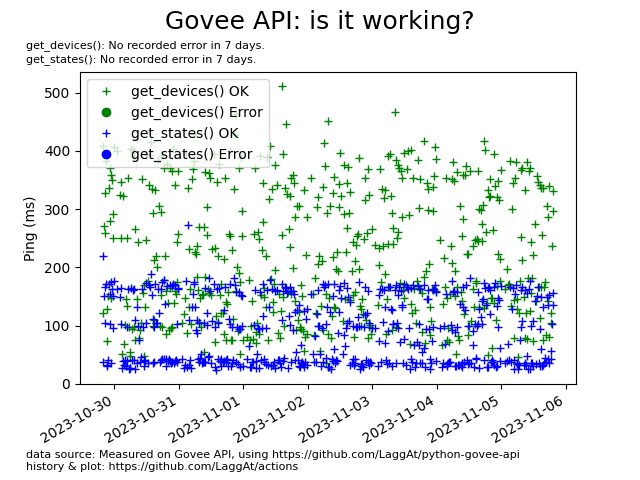 Govee API: is it working?
get_devices(): No recorded error in 7 days.
get_states(): No recorded error in 7 days.
get_devices() OK
get_devices() Error
get_states() OK
get_states() Error
500
400
300
200
100
0
Ping (ms)
2023-10-30
2023-10-31
2023-11-01
2023-11-02
2023-11-03
2023-11-04
2023-11-05
2023-11-06
data source: Measured on Govee API, using https://github.com/LaggAt/python-govee-api
history & plot: https://github.com/LaggAt/actions